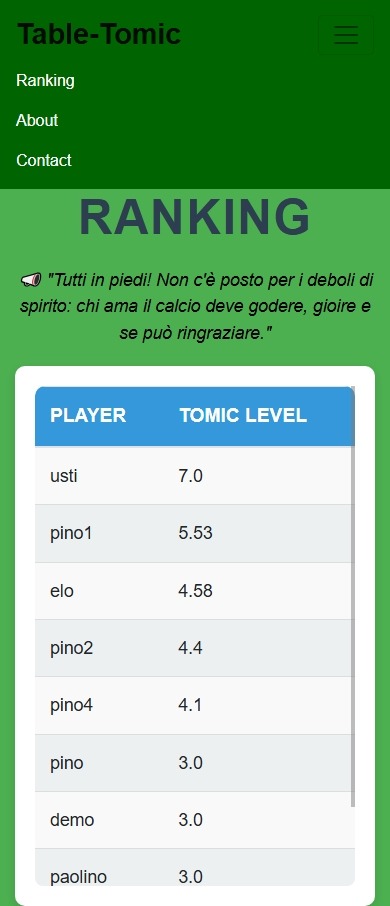 Table-Tomic
Ranking
About
Contact
RANKING
📢 "Tutti in piedi! Non c'è posto per i deboli di
spirito: chi ama il calcio deve godere, gioire e
se può ringraziare."
PLAYER TOMIC LEVEL
usti 7.0
pino1 5.53
elo 4.58
pino2 4.4
pino4 4.1
pino 3.0
demo 3.0
paolino 3.0